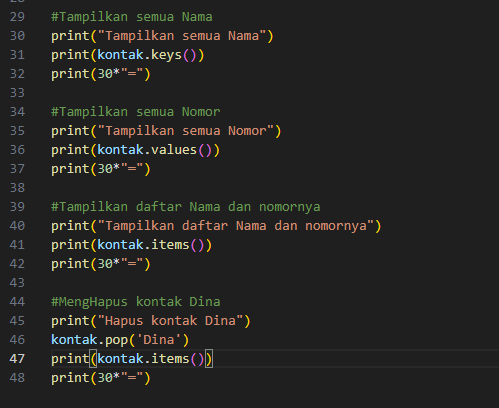 29 #Tampilkan semua Nama
30 print("Tampilkan semua Nama")
31 print(kontak.keys())
32 print(30*"=")
33
34 #Tampilkan semua Nomor
35 print("Tampilkan semua Nomor")
36 print(kontak.values())
37 print(30*"=")
38
39 #Tampilkan daftar Nama dan nomornya
40 print("Tampilkan daftar Nama dan nomornya")
41 print(kontak.items())
42 print(30*"=")
43
44 #MengHapus kontak Dina
45 print("Hapus kontak Dina")
46 kontak.pop('Dina')
47 print(kontak.items())
48 print(30*"=")